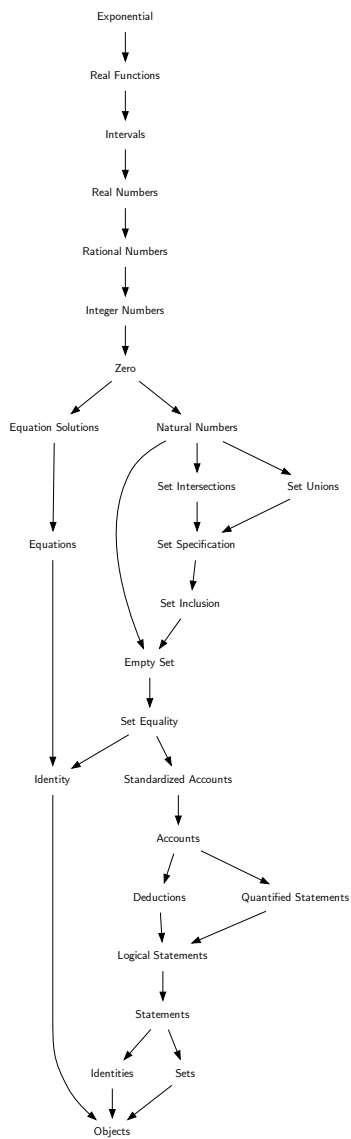 Exponential
Real Functions
Intervals
Real Numbers
Rational Numbers
Integer Numbers
Zero
Equation Solutions
Natural Numbers
Set Intersections
Set Unions
Equations
Set Specification
Set Inclusion
Empty Set
Set Equality
Identity
Standardized Accounts
Accounts
Deductions
Quantified Statements
Logical Statements
Statements
Identities
Sets
Objects